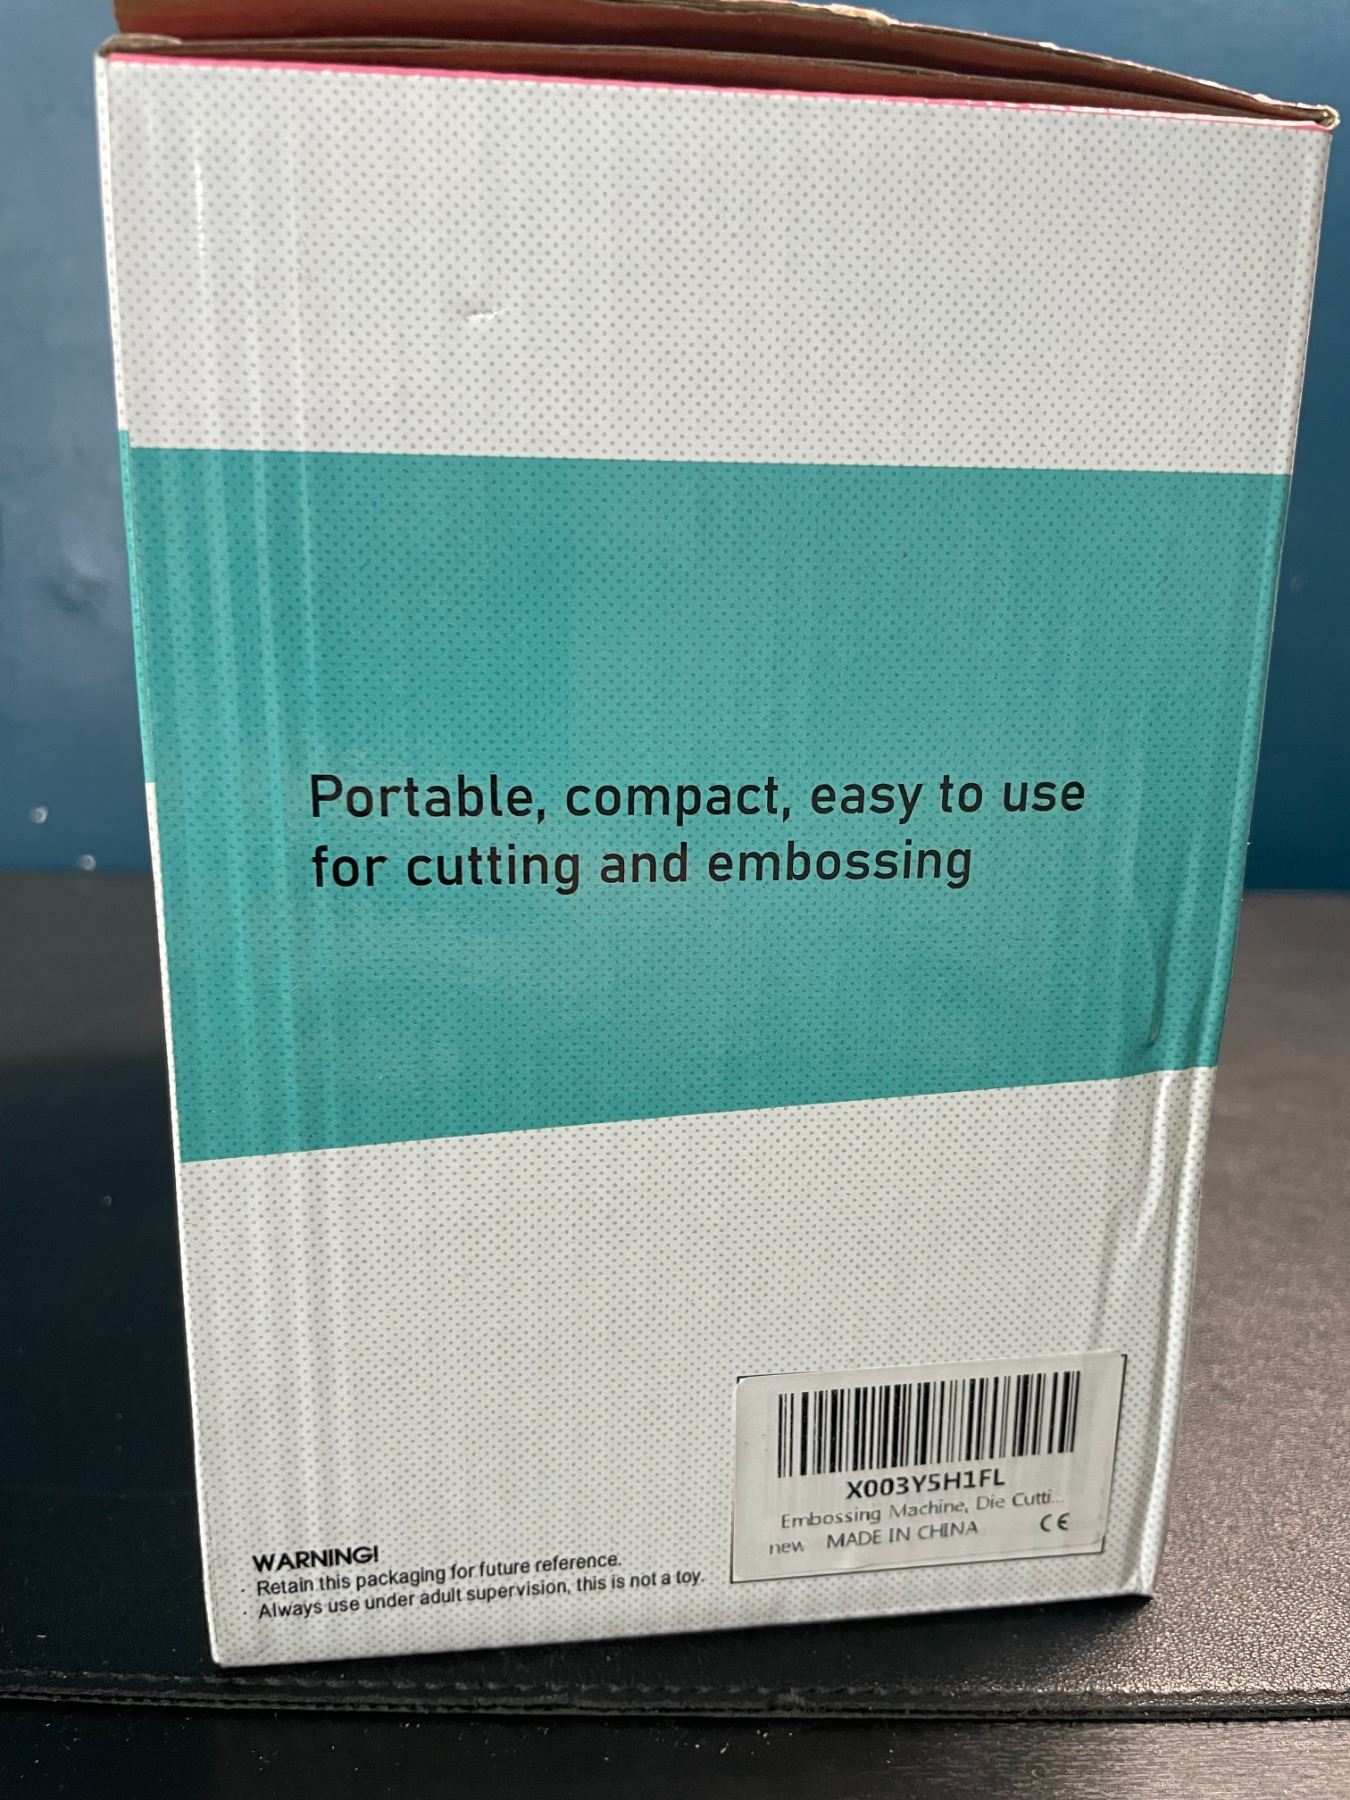 Portable, compact, easy to use
for cutting and embossing
X003Y5H1FL
Embossing Machine, Die Cutti...
new MADE IN CHINA CE
WARNING!
· Retain this packaging for future reference.
· Always use under adult supervision, this is not a toy.